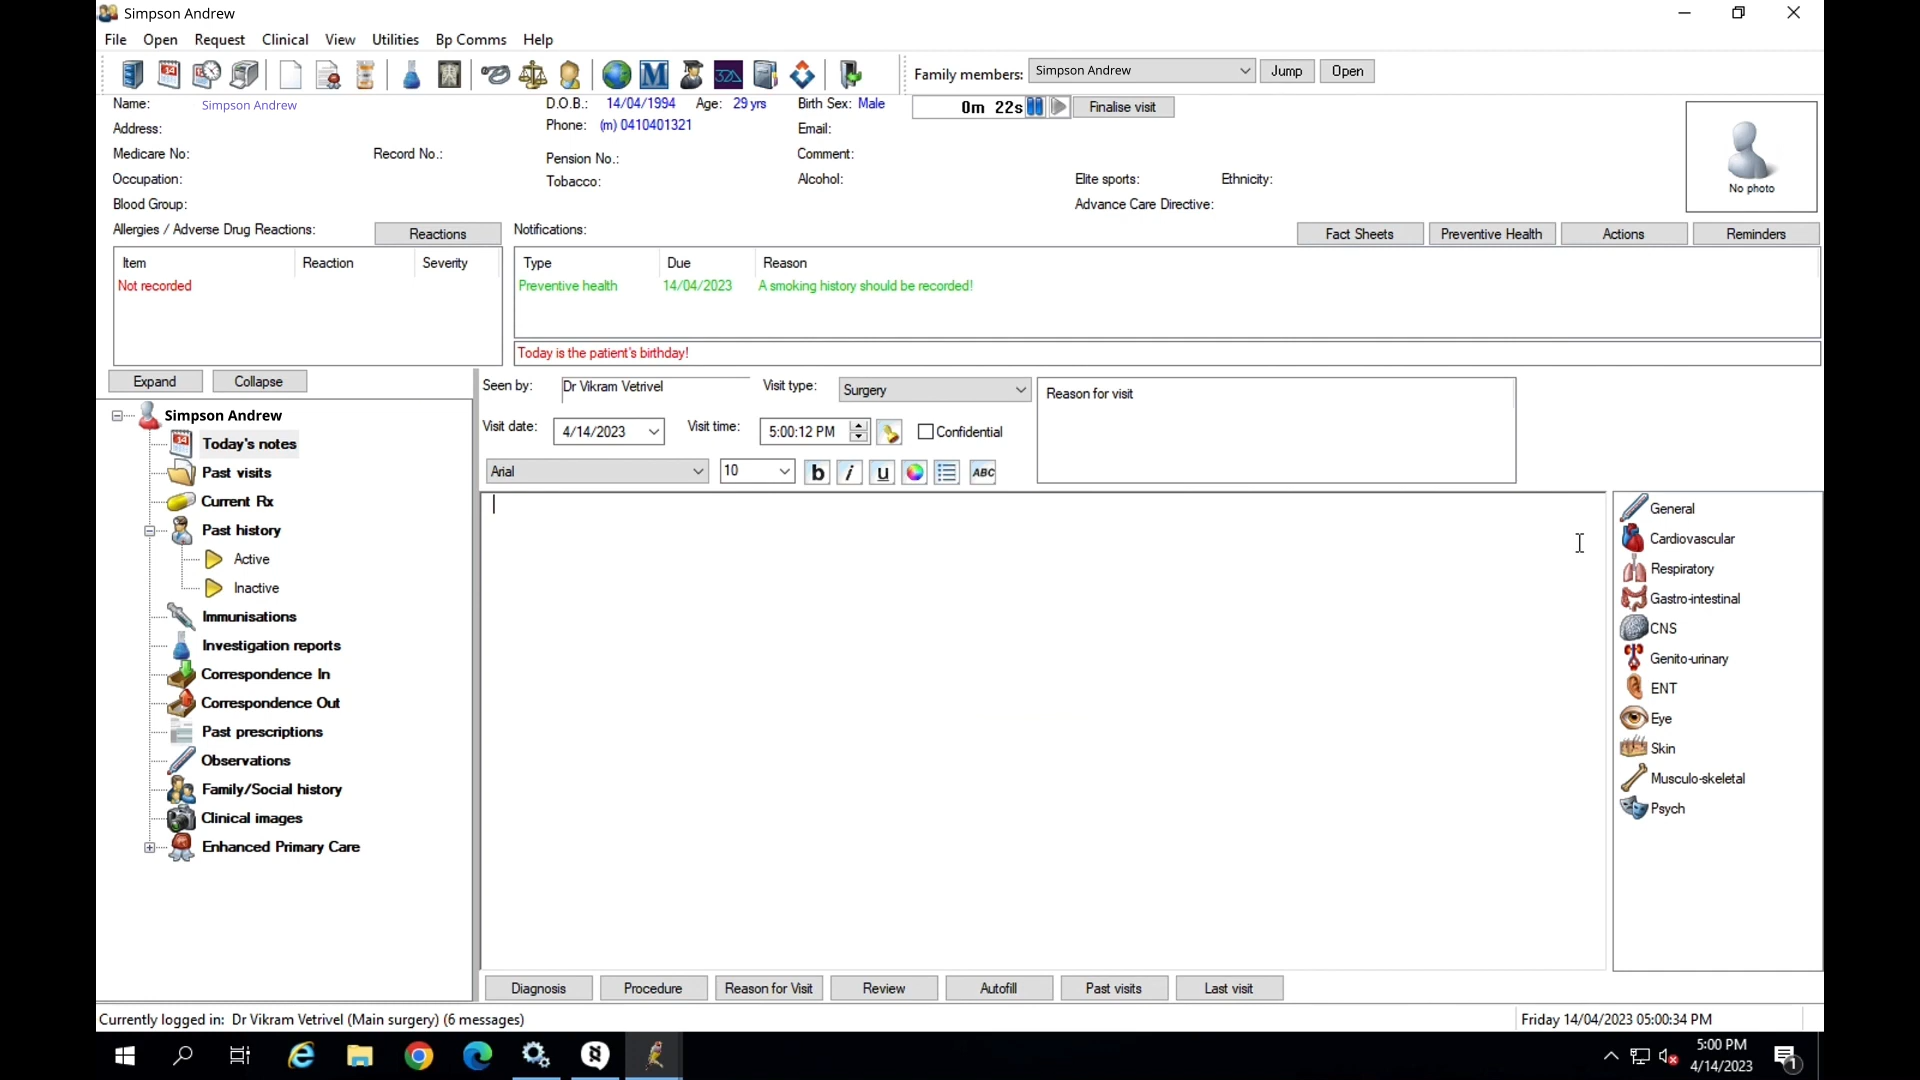 Simpson Andrew
File Open Request Clinical View Utilities Bp Comms Help
Family members: Simpson Andrew Jump Open
Name: Simpson Andrew D.O.B.: 14/04/1994 Age: 29 yrs Birth Sex: Male 0m 22s Finalise visit
Address: Phone: (m) 0410401321 Email:
Medicare No: Record No.: Pension No.: Comment:
Occupation: Tobacco: Alcohol: Elite sports: Ethnicity:
Blood Group: Advance Care Directive:
No photo
Allergies / Adverse Drug Reactions: Reactions Notifications: Fact Sheets Preventive Health Actions Reminders
Item Reaction Severity Type Due Reason
Not recorded Preventive health 14/04/2023 A smoking history should be recorded!
Today is the patient's birthday!
Expand Collapse
Seen by: Dr Vikram Vetrivel Visit type: Surgery Reason for visit
Visit date: 4/14/2023 Visit time: 5:00:12 PM Confidential
Arial 10 b i u ABC
Simpson Andrew
Today's notes
Past visits
Current Rx
Past history
Active
Inactive
Immunisations
Investigation reports
Correspondence In
Correspondence Out
Past prescriptions
Observations
Family/Social history
Clinical images
Enhanced Primary Care
General
Cardiovascular
Respiratory
Gastro-intestinal
CNS
Genito-urinary
ENT
Eye
Skin
Musculo-skeletal
Psych
Diagnosis Procedure Reason for Visit Review Autofill Past visits Last visit
Currently logged in: Dr Vikram Vetrivel (Main surgery) (6 messages) Friday 14/04/2023 05:00:34 PM
5:00 PM
4/14/2023
1